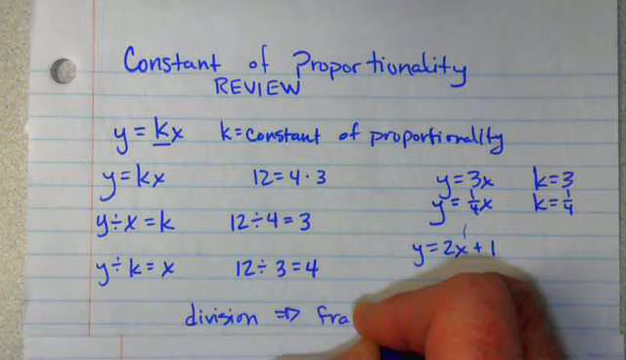 Constant of Proportionality
REVIEW
y = kx k = constant of proportionality
y = kx 12 = 4 · 3
y ÷ x = k 12 ÷ 4 = 3
y ÷ k = x 12 ÷ 3 = 4
y = 3x k = 3
y = 1/4x k = 1/4
y = 2x + 1
division ⇒ fra